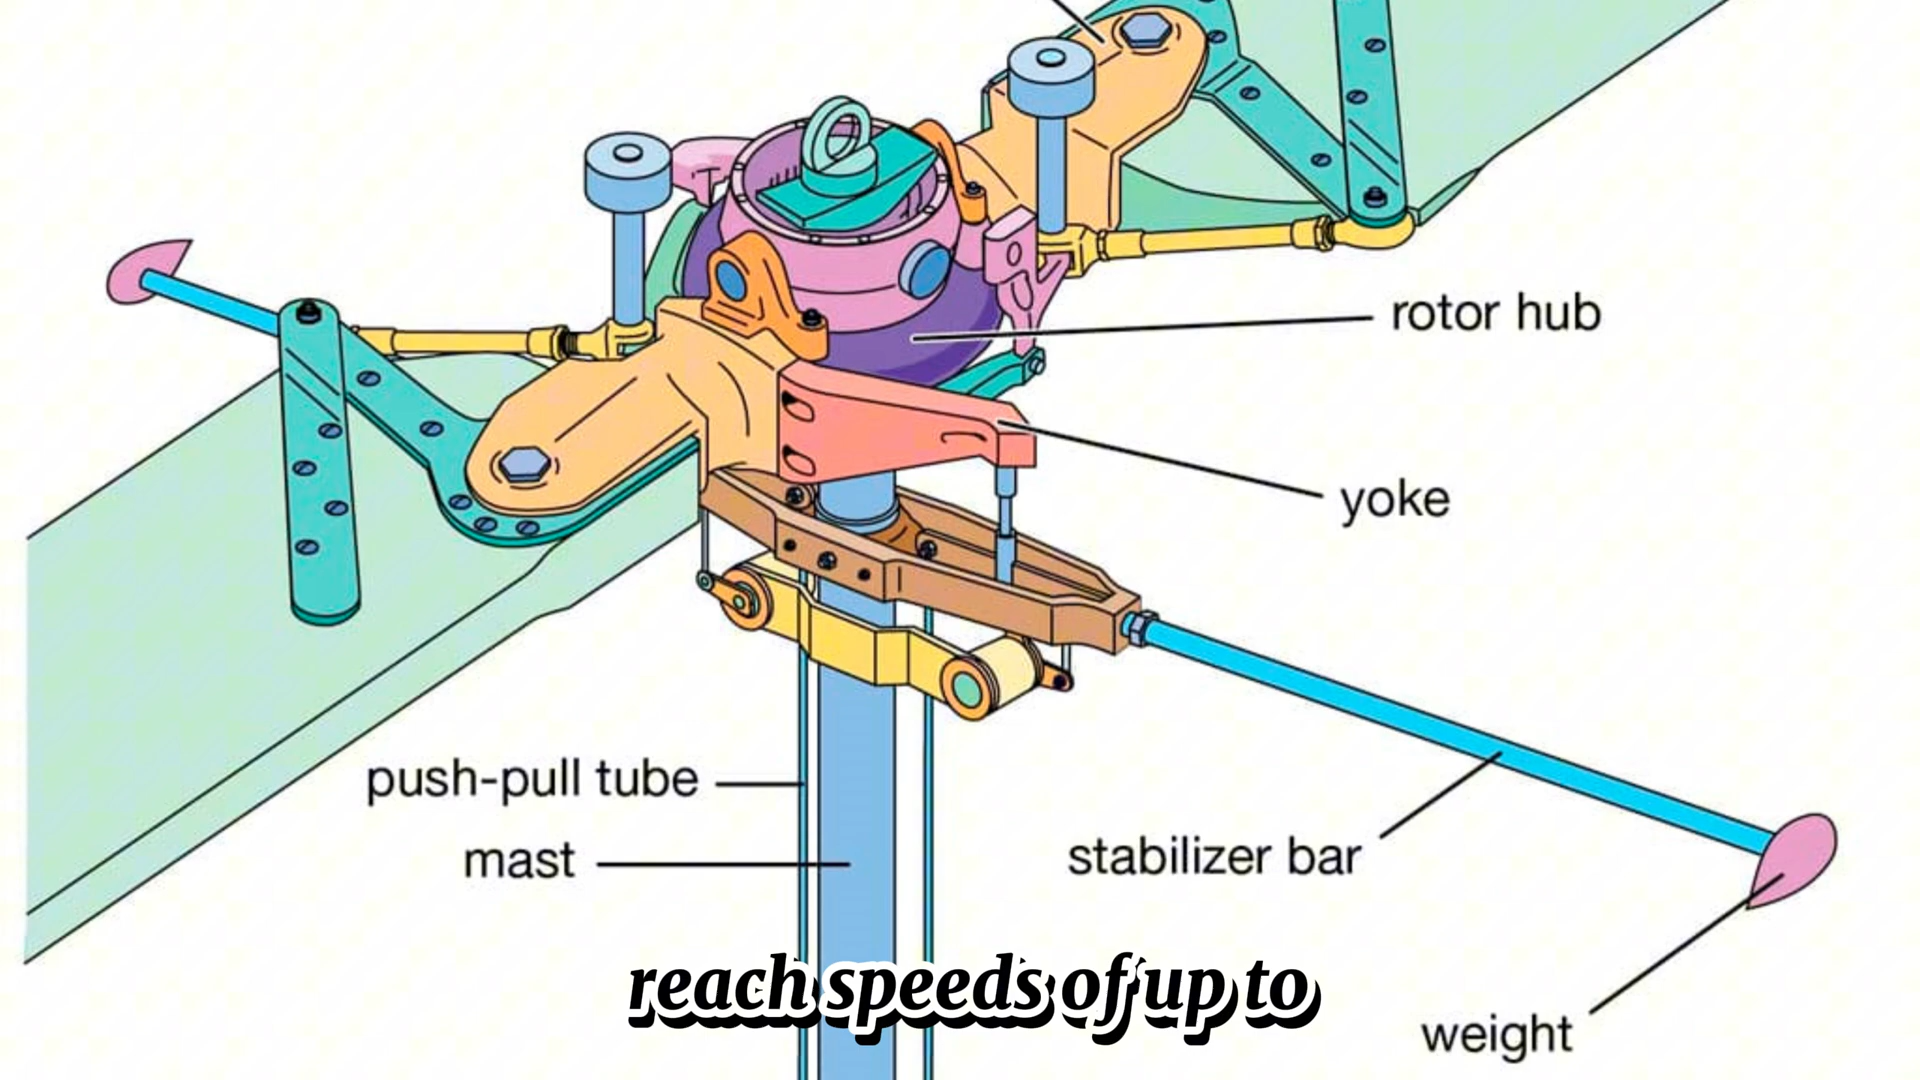 rotor hub
yoke
push-pull tube
mast
stabilizer bar
reach speeds of up to
weight